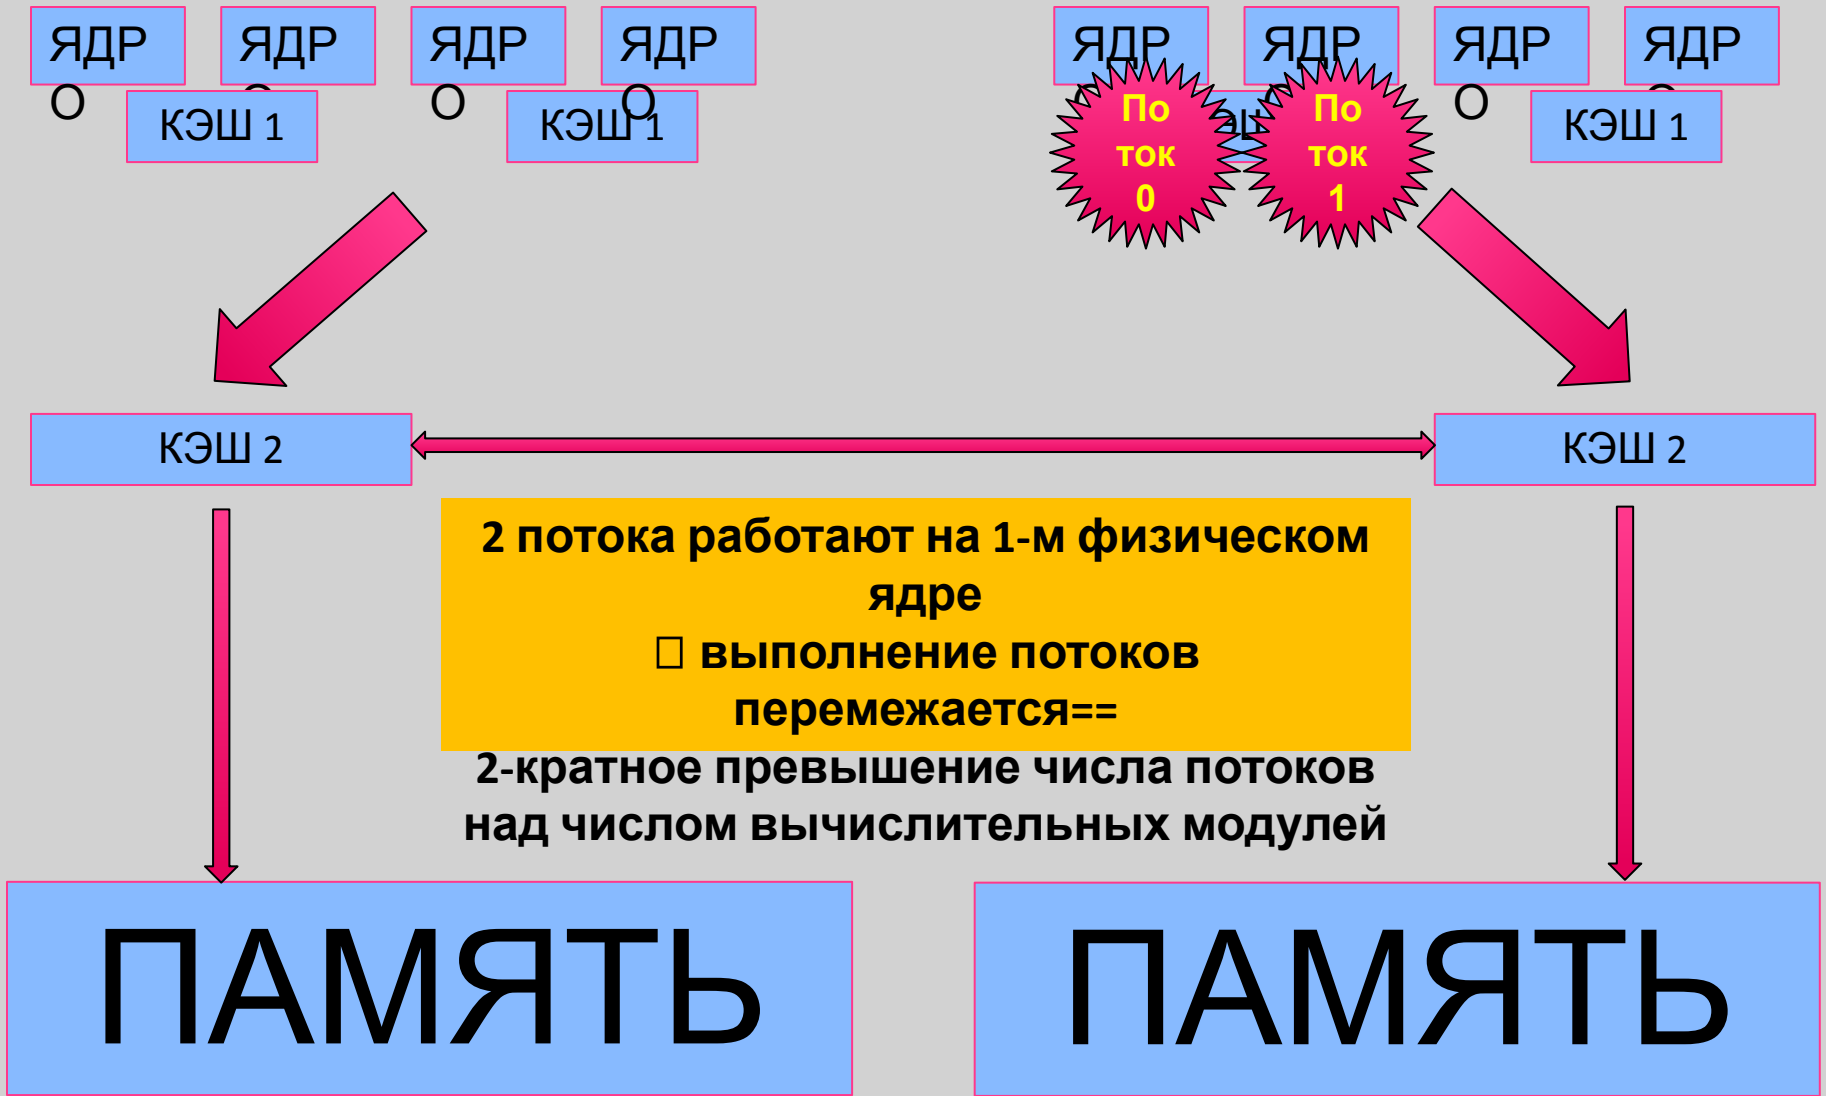 ЯДР
О
ЯДР
ЯДР
О
ЯДР
О
КЭШ 1
КЭШ 1
ЯДР
ЯДР
ЯДР
О
ЯДР
КЭШ 1
По
ток
0
По
ток
1
КЭШ 2
КЭШ 2
2 потока работают на 1-м физическом
ядре
выполнение потоков
перемежается==
2-кратное превышение числа потоков
над числом вычислительных модулей
ПАМЯТЬ
ПАМЯТЬ